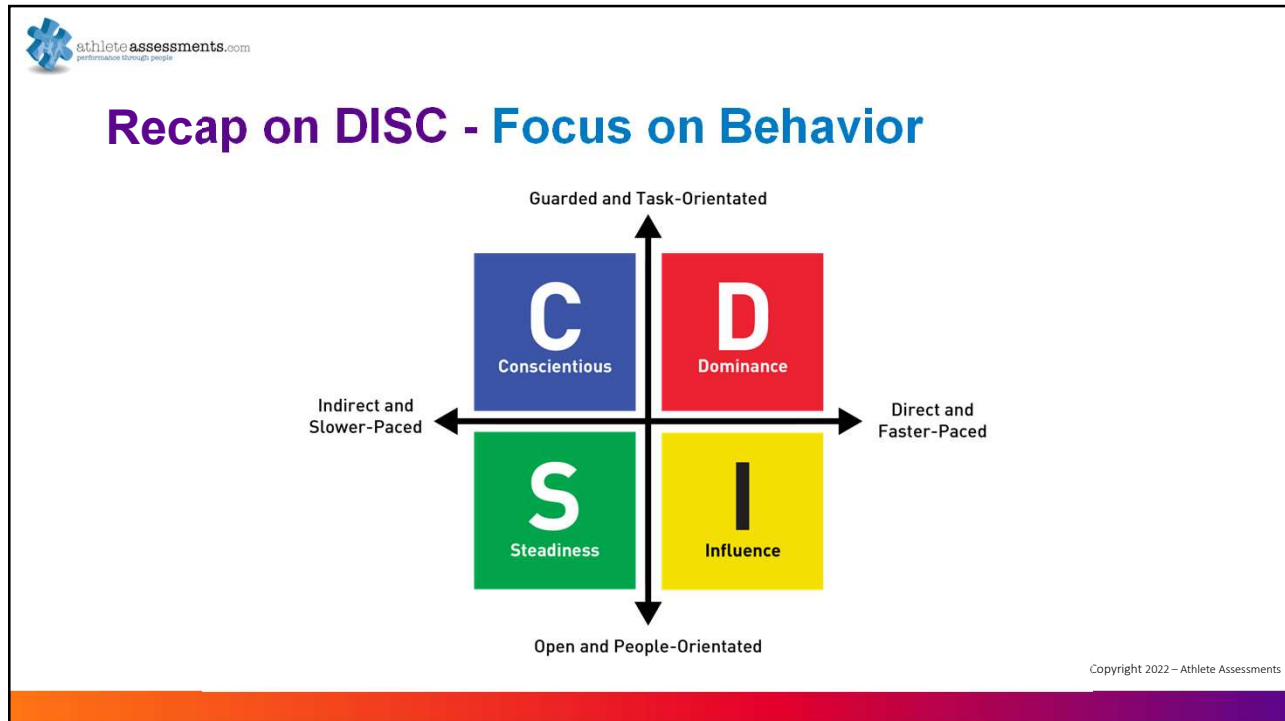 athleteassessments.com
performance through people
Recap on DISC - Focus on Behavior
Guarded and Task-Orientated
C
Conscientious
D
Dominance
Indirect and
Slower-Paced
Direct and
Faster-Paced
S
Steadiness
I
Influence
Open and People-Orientated
Copyright 2022 – Athlete Assessments